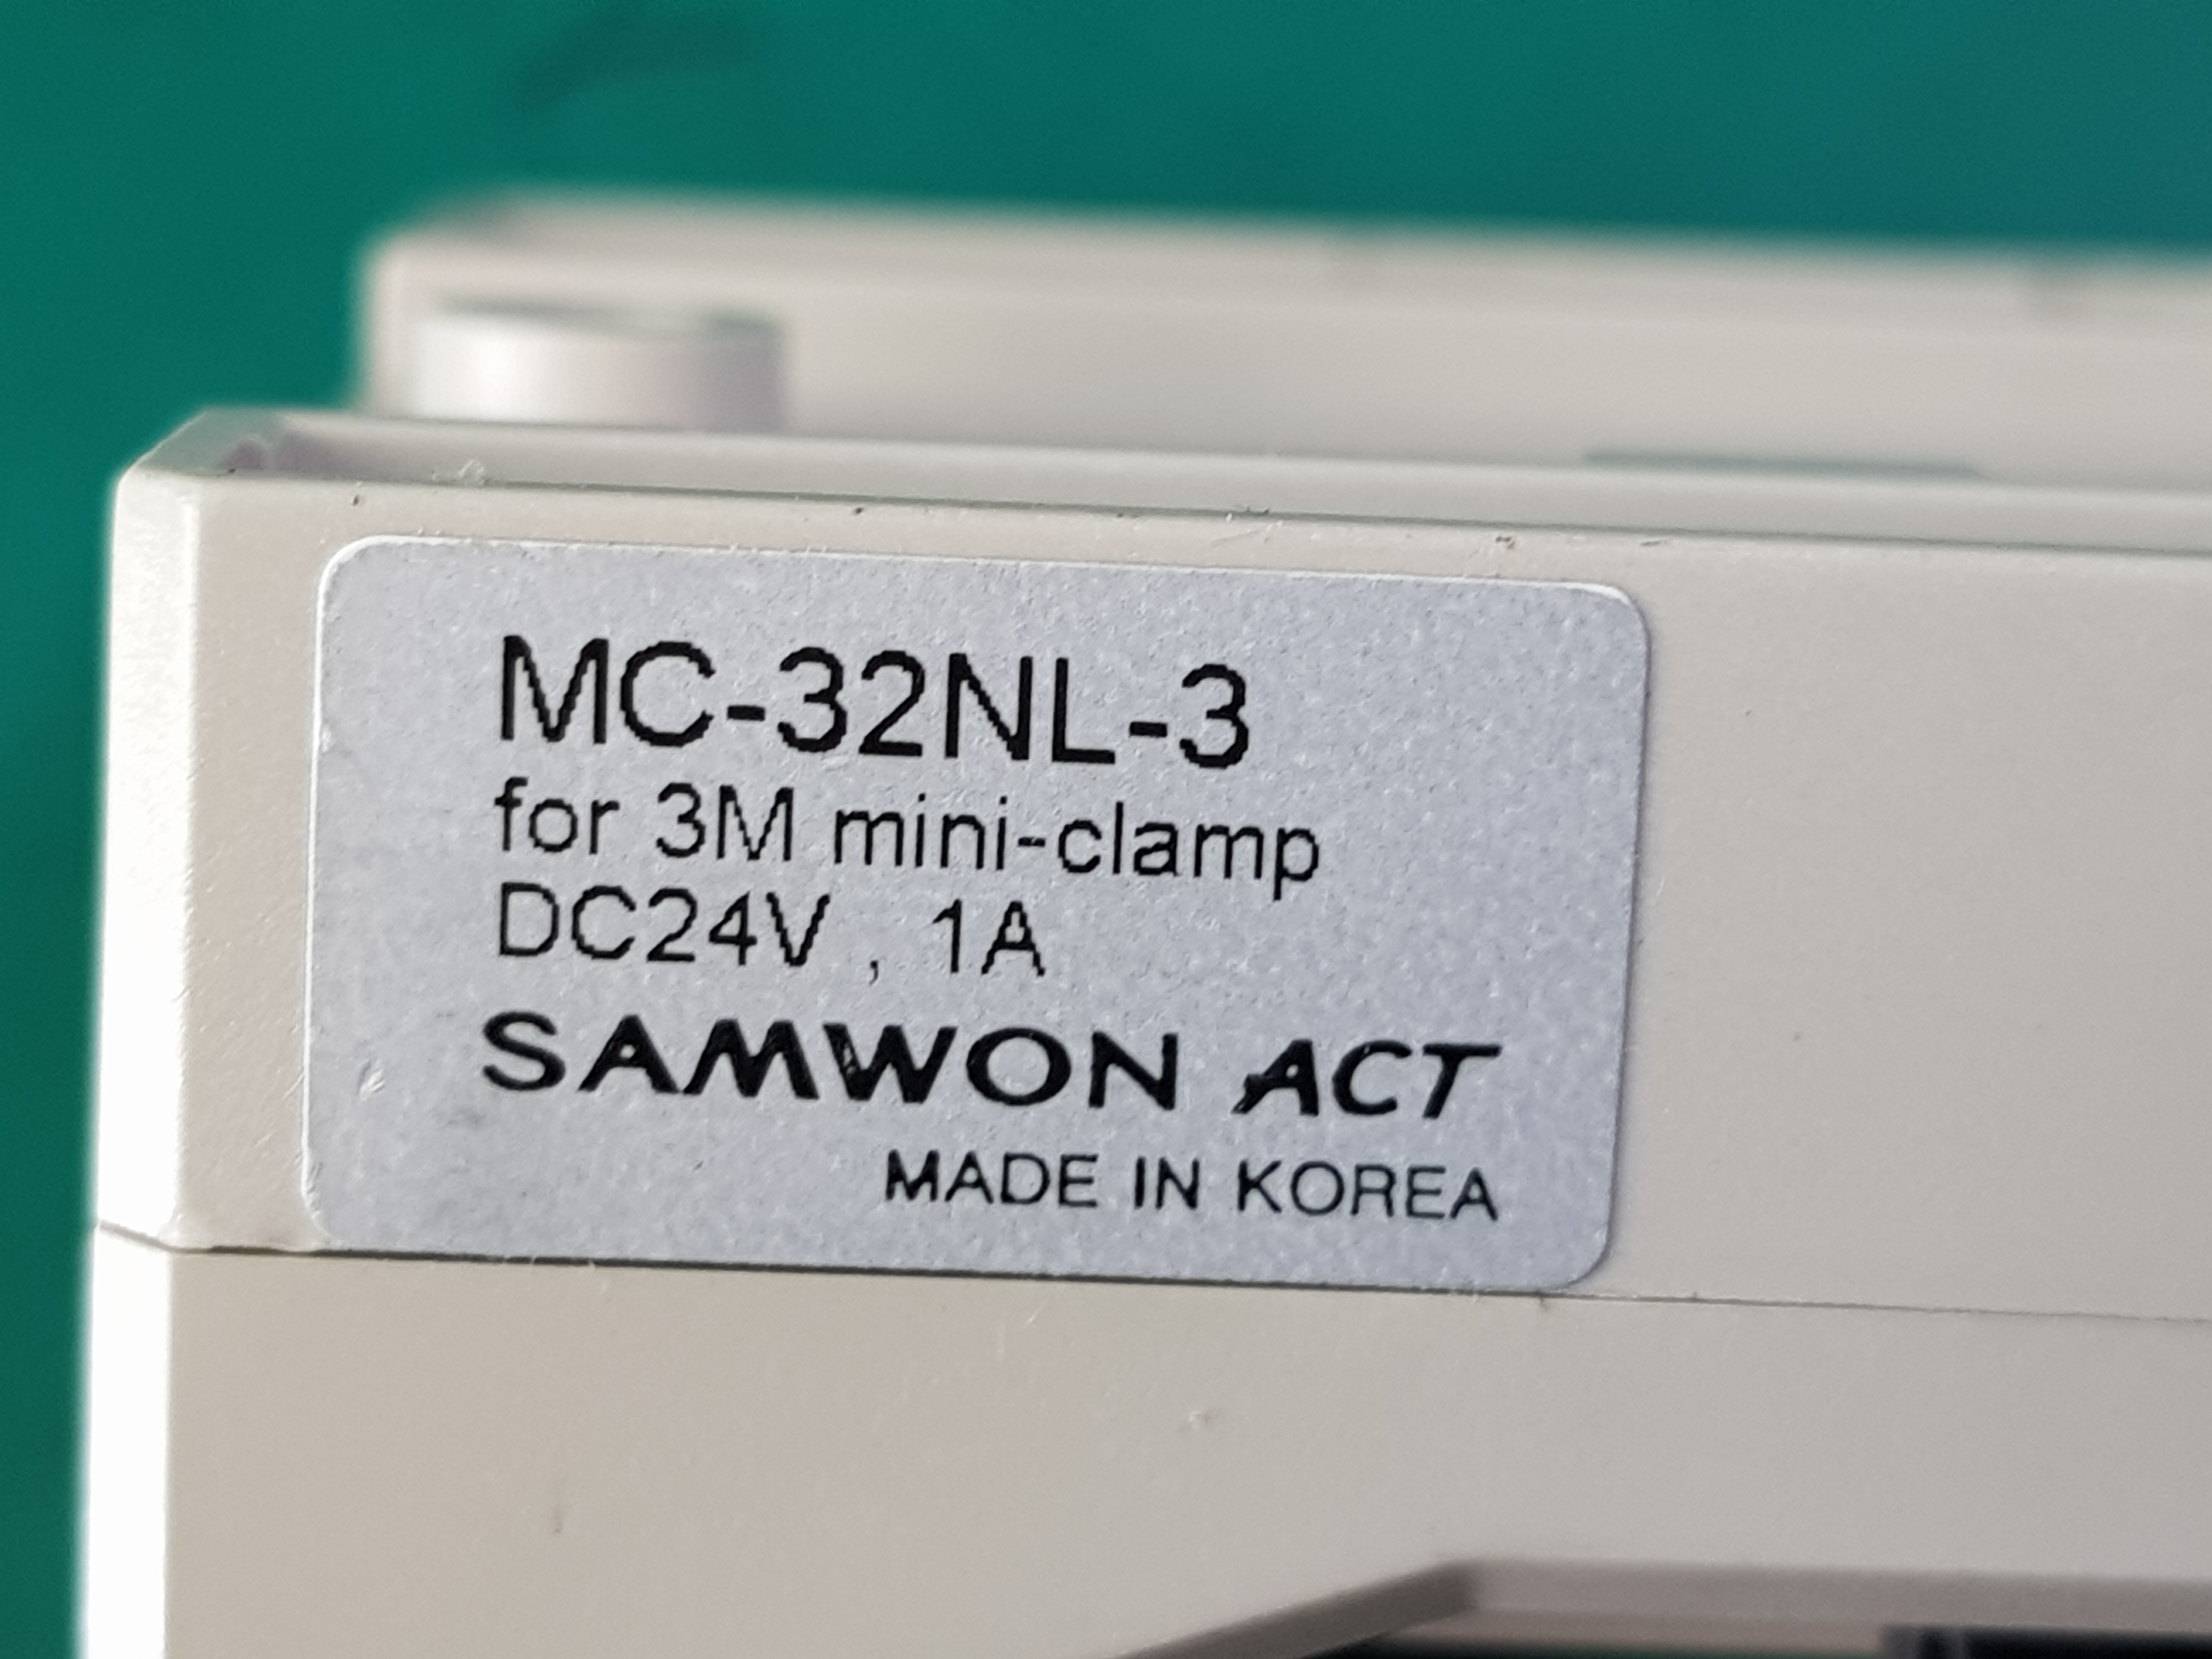 MC-32NL-3
for 3M mini-clamp
DC24V , 1A
SAMWON ACT
MADE IN KOREA